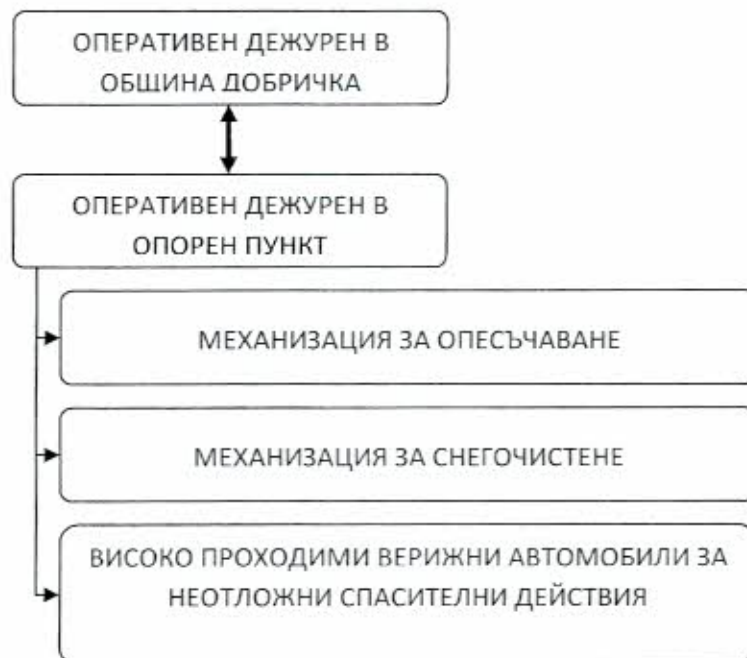 ОПЕРАТИВЕН ДЕЖУРЕН В
ОБЩИНА ДОБРИЧКА
ОПЕРАТИВЕН ДЕЖУРЕН В
ОПОРЕН ПУНКТ
МЕХАНИЗАЦИЯ ЗА ОПЕСЪЧАВАНЕ
МЕХАНИЗАЦИЯ ЗА СНЕГОЧИСТЕНЕ
ВИСОКО ПРОХОДИМИ ВЕРИЖНИ АВТОМОБИЛИ ЗА
НЕОТЛОЖНИ СПАСИТЕЛНИ ДЕЙСТВИЯ